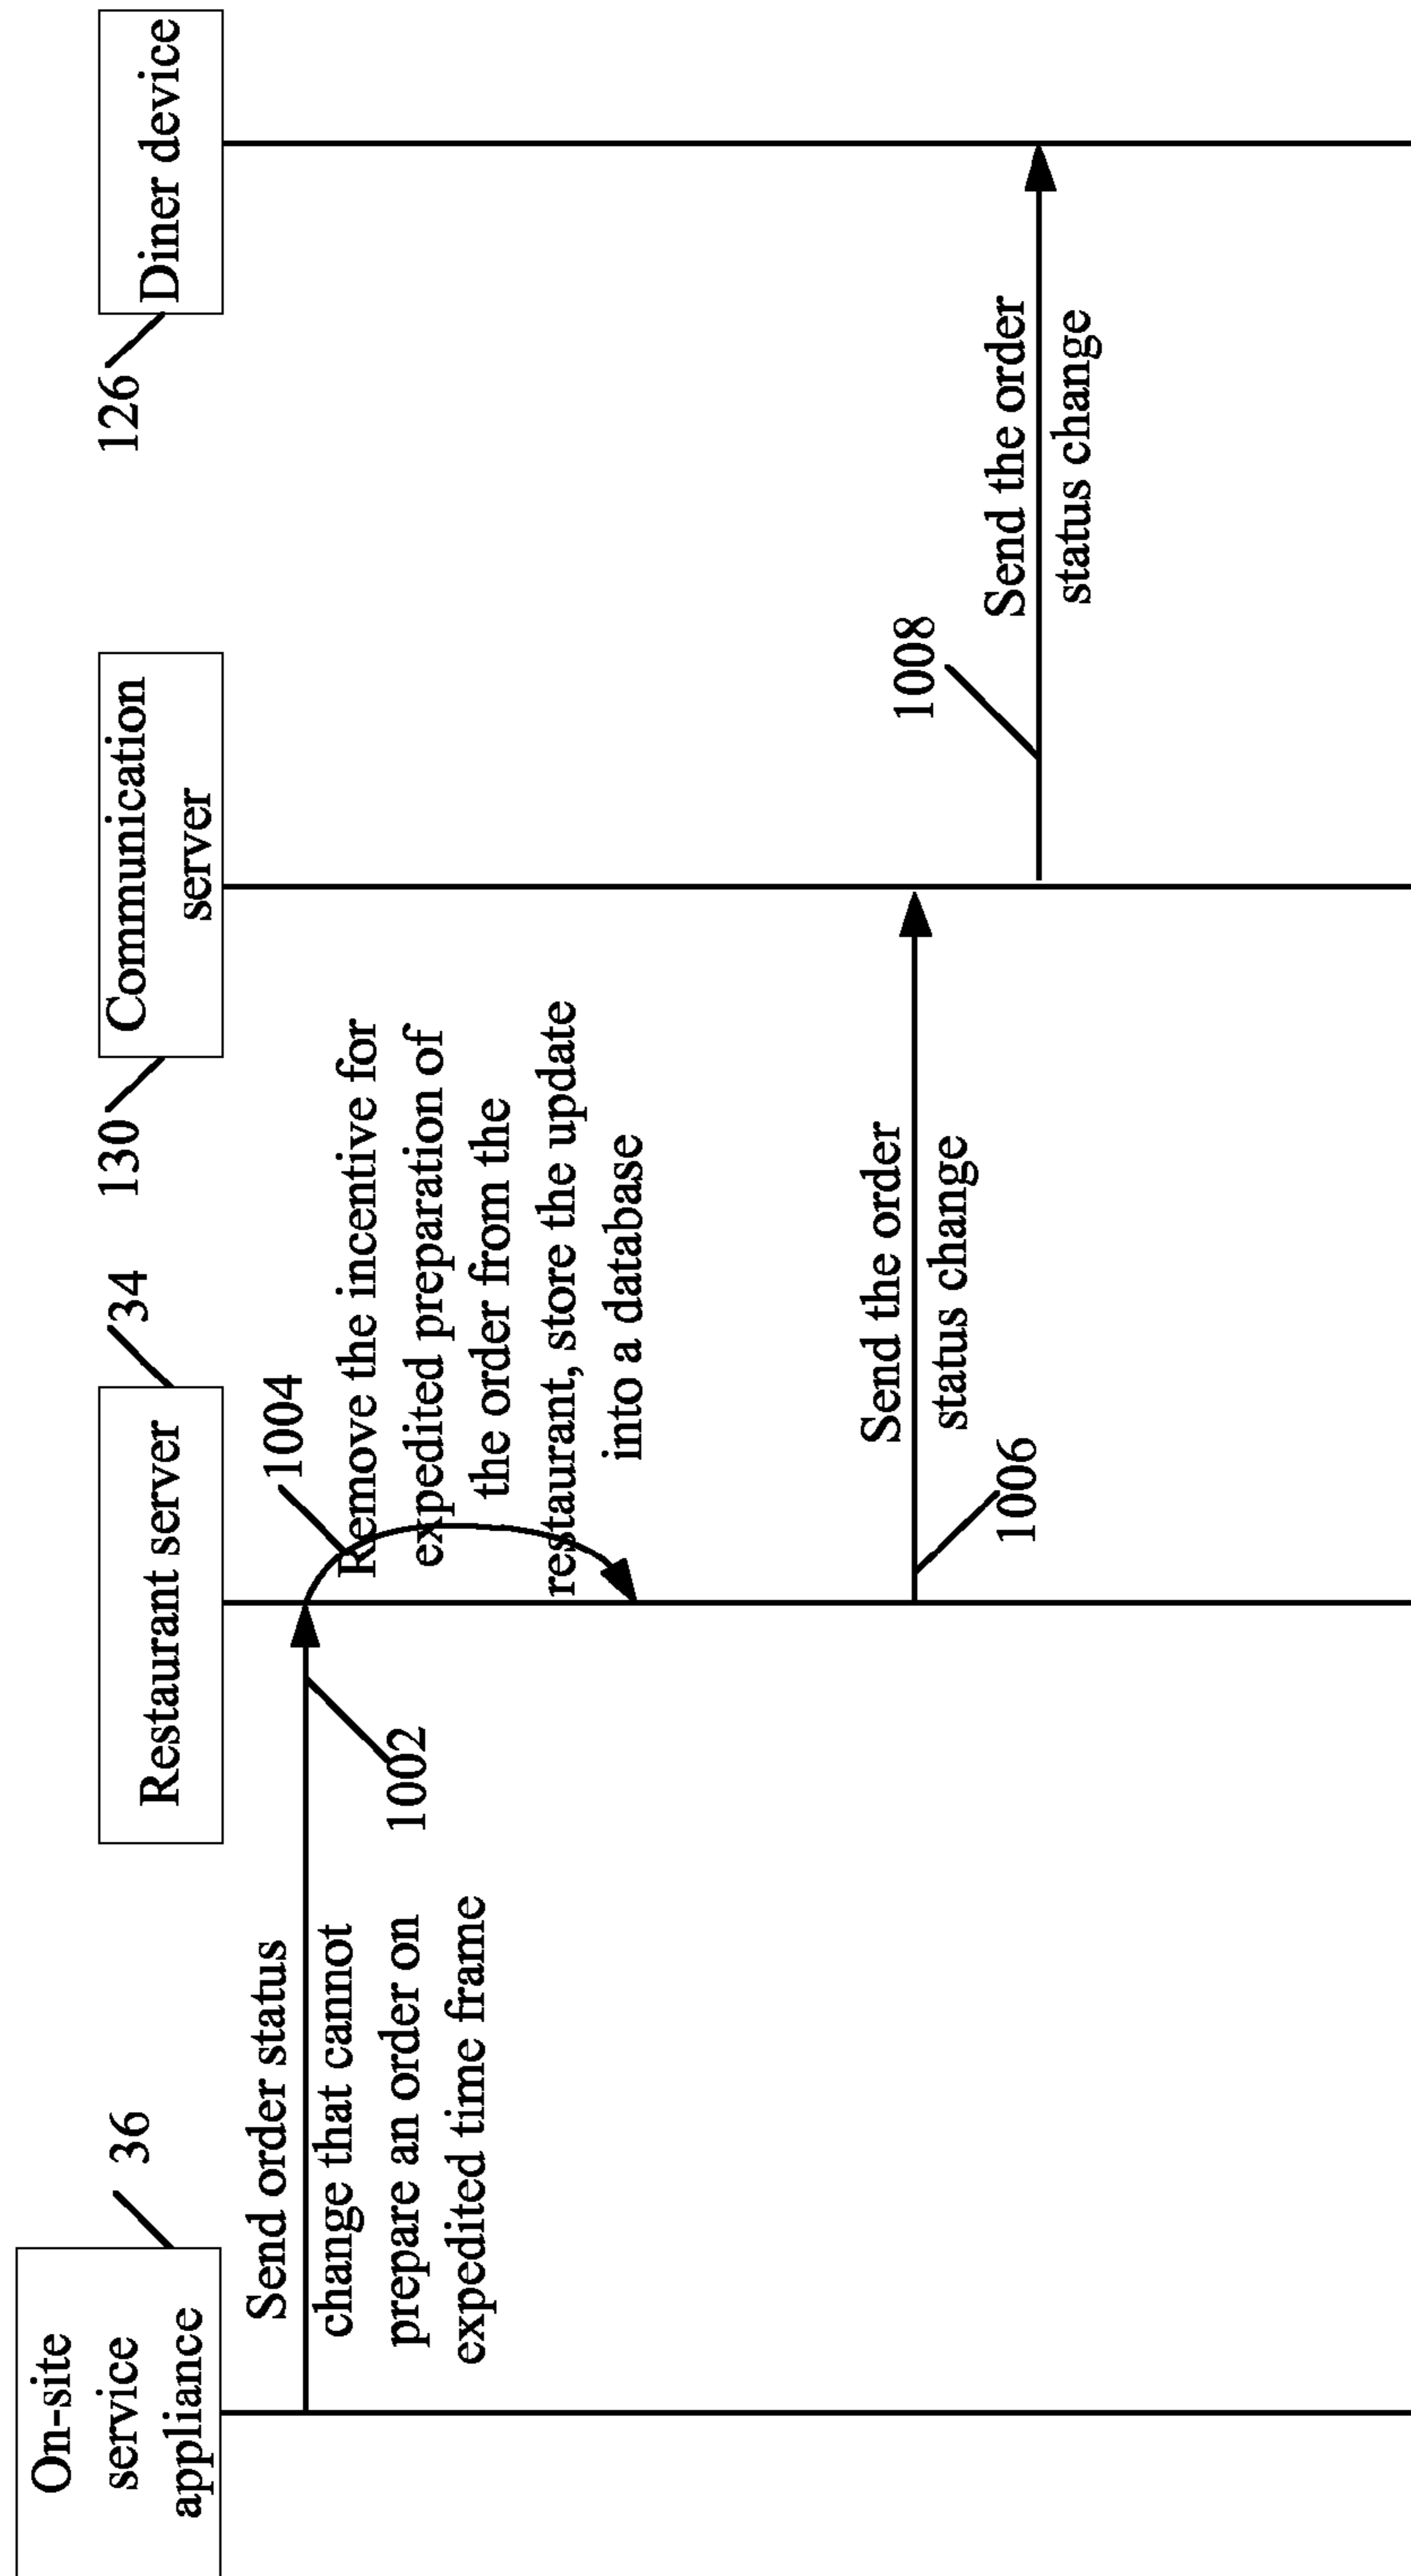 On-site
service
appliance
36
Restaurant server
34
Communication
server
130
Diner device
126
Send order status
change that cannot
prepare an order on
expedited time frame
1002
1004
Remove the incentive for
expedited preparation of
the order from the
restaurant, store the update
into a database
Send the order
status change
1006
1008
Send the order
status change